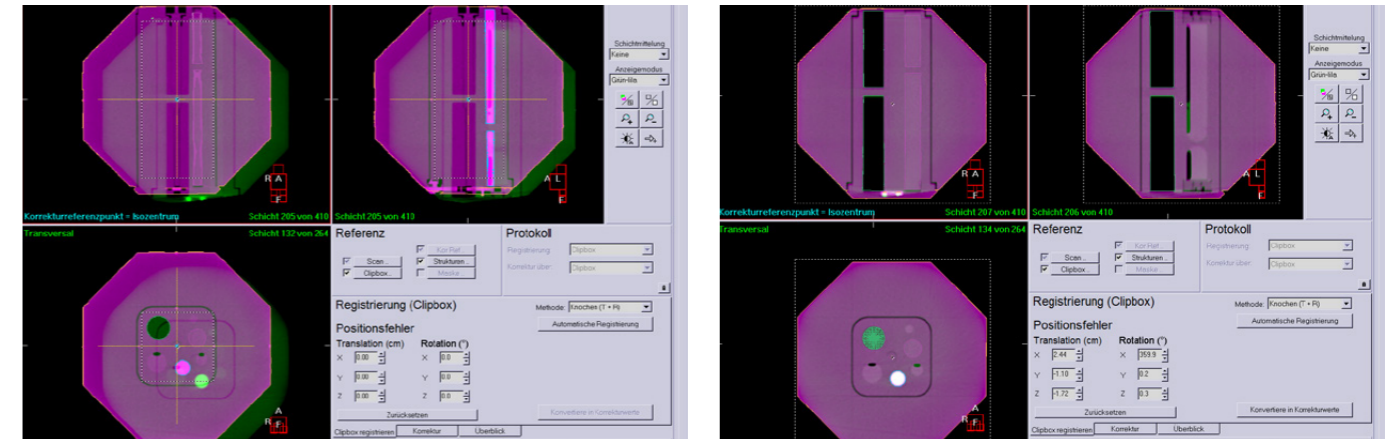 Schichtmittelung
Keine
Anzeigemodus
Grün-lila
R A
F
A L
F
Korrekturreferenzpunkt = Isozentrum
Schicht 205 von 410
Schicht 205 von 410
Transversal
Schicht 132 von 264
A
R F
Referenz
Kor Ref...
Scan...
Strukturen...
Clipbox...
Maske...
Protokoll
Registrierung:
Clipbox
Korrektur über:
Clipbox
Registrierung (Clipbox)
Methode:
Knochen (T + R)
Automatische Registrierung
Positionsfehler
Translation (cm)
Rotation (°)
X 0.00
X 0.0
Y 0.00
Y 0.0
Z 0.00
Z 0.0
Zurücksetzen
Konvertiere in Korrekturwerte
Clipbox registrieren
Korrektur
Überblick
Schichtmittelung
Keine
Anzeigemodus
Grün-lila
R A
F
A L
F
Korrekturreferenzpunkt = Isozentrum
Schicht 207 von 410
Schicht 206 von 410
Transversal
Schicht 134 von 264
A
R F
Referenz
Kor Ref...
Scan...
Strukturen...
Clipbox...
Maske...
Protokoll
Registrierung:
Clipbox
Korrektur über:
Clipbox
Registrierung (Clipbox)
Methode:
Knochen (T + R)
Automatische Registrierung
Positionsfehler
Translation (cm)
Rotation (°)
X 2.44
X 359.9
Y -1.10
Y 0.2
Z -1.72
Z 0.3
Zurücksetzen
Konvertiere in Korrekturwerte
Clipbox registrieren
Korrektur
Überblick